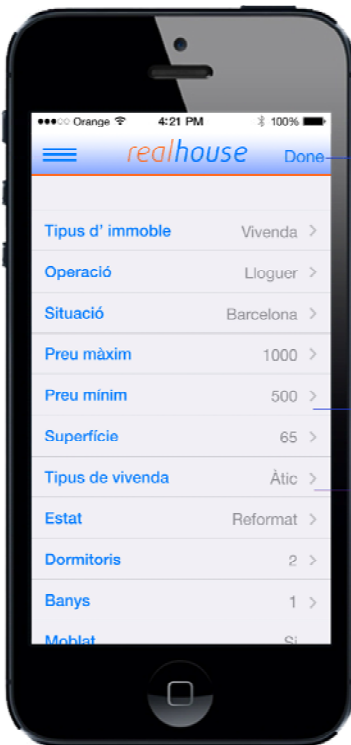 Orange 4:21 PM 100%
realhouse Done
Tipus d' immoble Vivenda >
Operació Lloguer >
Situació Barcelona >
Preu màxim 1000 >
Preu mínim 500 >
Superfície 65 >
Tipus de vivenda Àtic >
Estat Reformat >
Dormitoris 2 >
Banys 1 >
Moblat Si